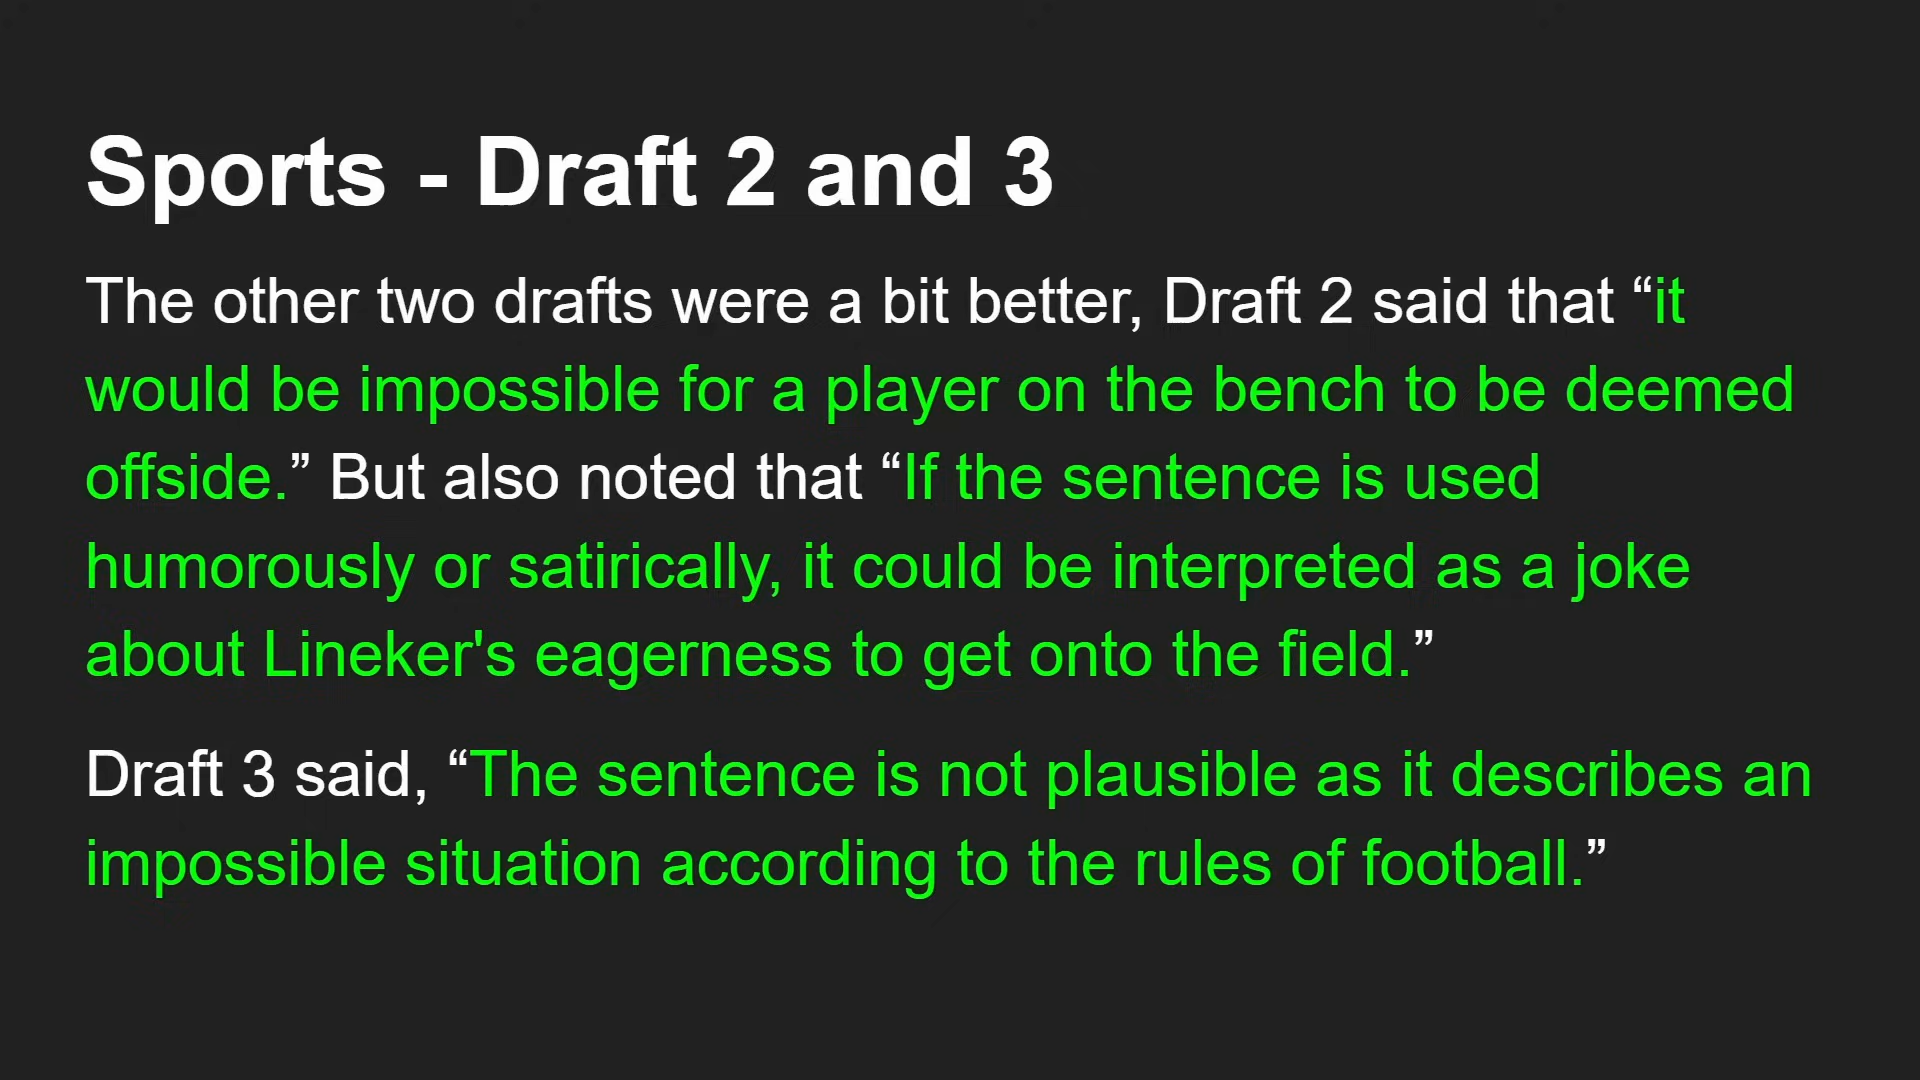 Sports - Draft 2 and 3
The other two drafts were a bit better, Draft 2 said that “it
would be impossible for a player on the bench to be deemed
offside.” But also noted that “If the sentence is used
humorously or satirically, it could be interpreted as a joke
about Lineker's eagerness to get onto the field.”
Draft 3 said, “The sentence is not plausible as it describes an
impossible situation according to the rules of football.”